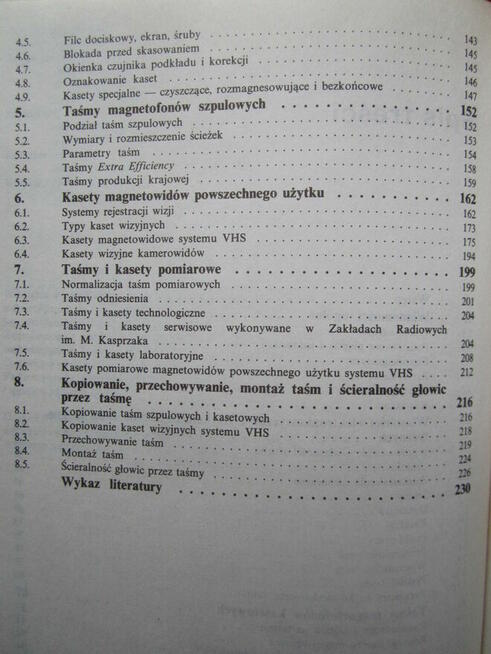 4.5. Filc dociskowy, ekran, śruby . . . 143
4.6. Blokada przed skasowaniem . . . 145
4.7. Okienka czujnika podkładu i korekcji . . . 145
4.8. Oznakowanie kaset . . . 146
4.9. Kasety specjalne — czyszczące, rozmagnesowujące i bezkońcowe . . . 147
5. Taśmy magnetofonów szpulowych . . . 152
5.1. Podział taśm szpulowych . . . 152
5.2. Wymiary i rozmieszczenie ścieżek . . . 153
5.3. Parametry taśm . . . 154
5.4. Taśmy Extra Efficiency . . . 158
5.5. Taśmy produkcji krajowej . . . 159
6. Kasety magnetowidów powszechnego użytku . . . 162
6.1. Systemy rejestracji wizji . . . 162
6.2. Typy kaset wizyjnych . . . 173
6.3. Kasety magnetowidowe systemu VHS . . . 175
6.4. Kasety wizyjne kamerowidów . . . 194
7. Taśmy i kasety pomiarowe . . . 199
7.1. Normalizacja taśm pomiarowych . . . 199
7.2. Taśmy odniesienia . . . 201
7.3. Taśmy i kasety technologiczne . . . 204
7.4. Taśmy i kasety serwisowe wykonywane w Zakładach Radiowych
im. M. Kasprzaka . . . 204
7.5. Taśmy i kasety laboratoryjne . . . 208
7.6. Kasety pomiarowe magnetowidów powszechnego użytku systemu VHS . . . 212
8. Kopiowanie, przechowywanie, montaż taśm i ścieralność głowic
przez taśmę . . . 216
8.1. Kopiowanie taśm szpulowych i kasetowych . . . 216
8.2. Kopiowanie kaset wizyjnych systemu VHS . . . 218
8.3. Przechowywanie taśm . . . 219
8.4. Montaż taśm . . . 224
8.5. Ścieralność głowic przez taśmy . . . 226
Wykaz literatury . . . 230